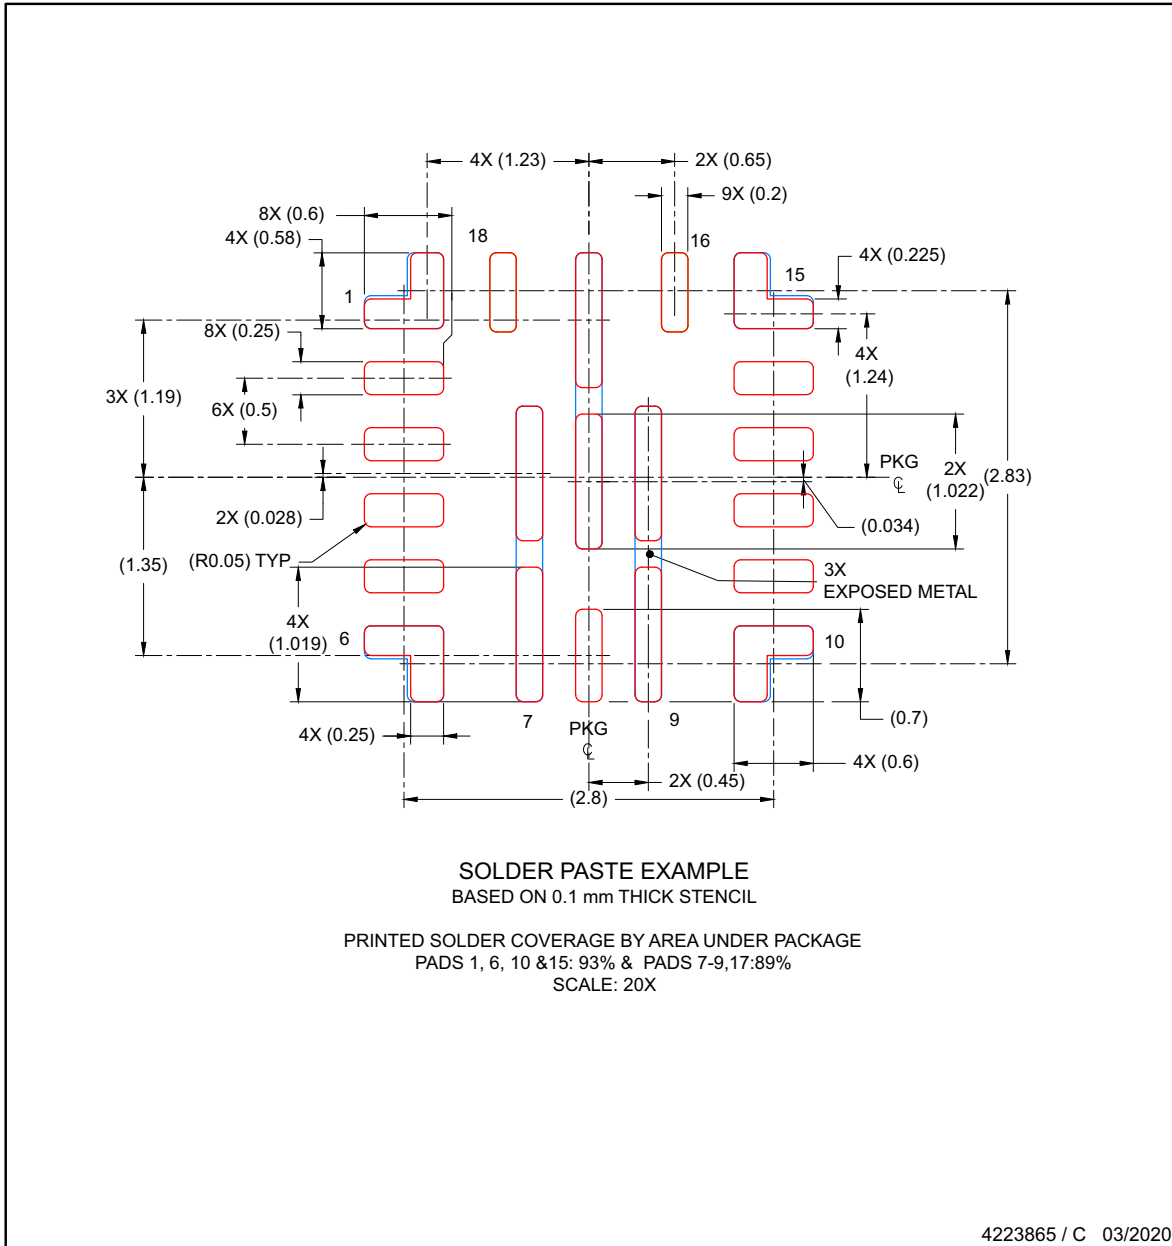 4X (1.23)
2X (0.65)
9X (0.2)
8X (0.6)
18
16
4X (0.58)
4X (0.225)
15
1
8X (0.25)
4X
(1.24)
3X (1.19)
6X (0.5)
PKG
℄
2X
(1.022)
(2.83)
2X (0.028)
(0.034)
(R0.05) TYP
(1.35)
3X
EXPOSED METAL
4X
(1.019)
6
10
(0.7)
7
9
4X (0.25)
PKG
℄
4X (0.6)
2X (0.45)
(2.8)
SOLDER PASTE EXAMPLE
BASED ON 0.1 mm THICK STENCIL
PRINTED SOLDER COVERAGE BY AREA UNDER PACKAGE
PADS 1, 6, 10 &15: 93% & PADS 7-9,17:89%
SCALE: 20X
4223865 / C 03/2020